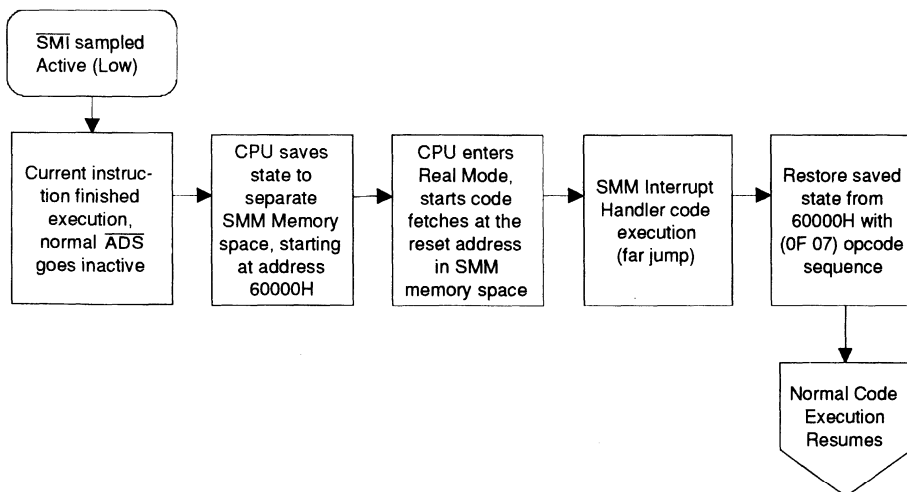 SMI sampled
Active (Low)
Current instruc-
tion finished
execution,
normal ADS
goes inactive
CPU saves
state to
separate
SMM Memory
space, starting
at address
60000H
CPU enters
Real Mode,
starts code
fetches at the
reset address
in SMM
memory space
SMM Interrupt
Handler code
execution
(far jump)
Restore saved
state from
60000H with
(0F 07) opcode
sequence
Normal Code
Execution
Resumes